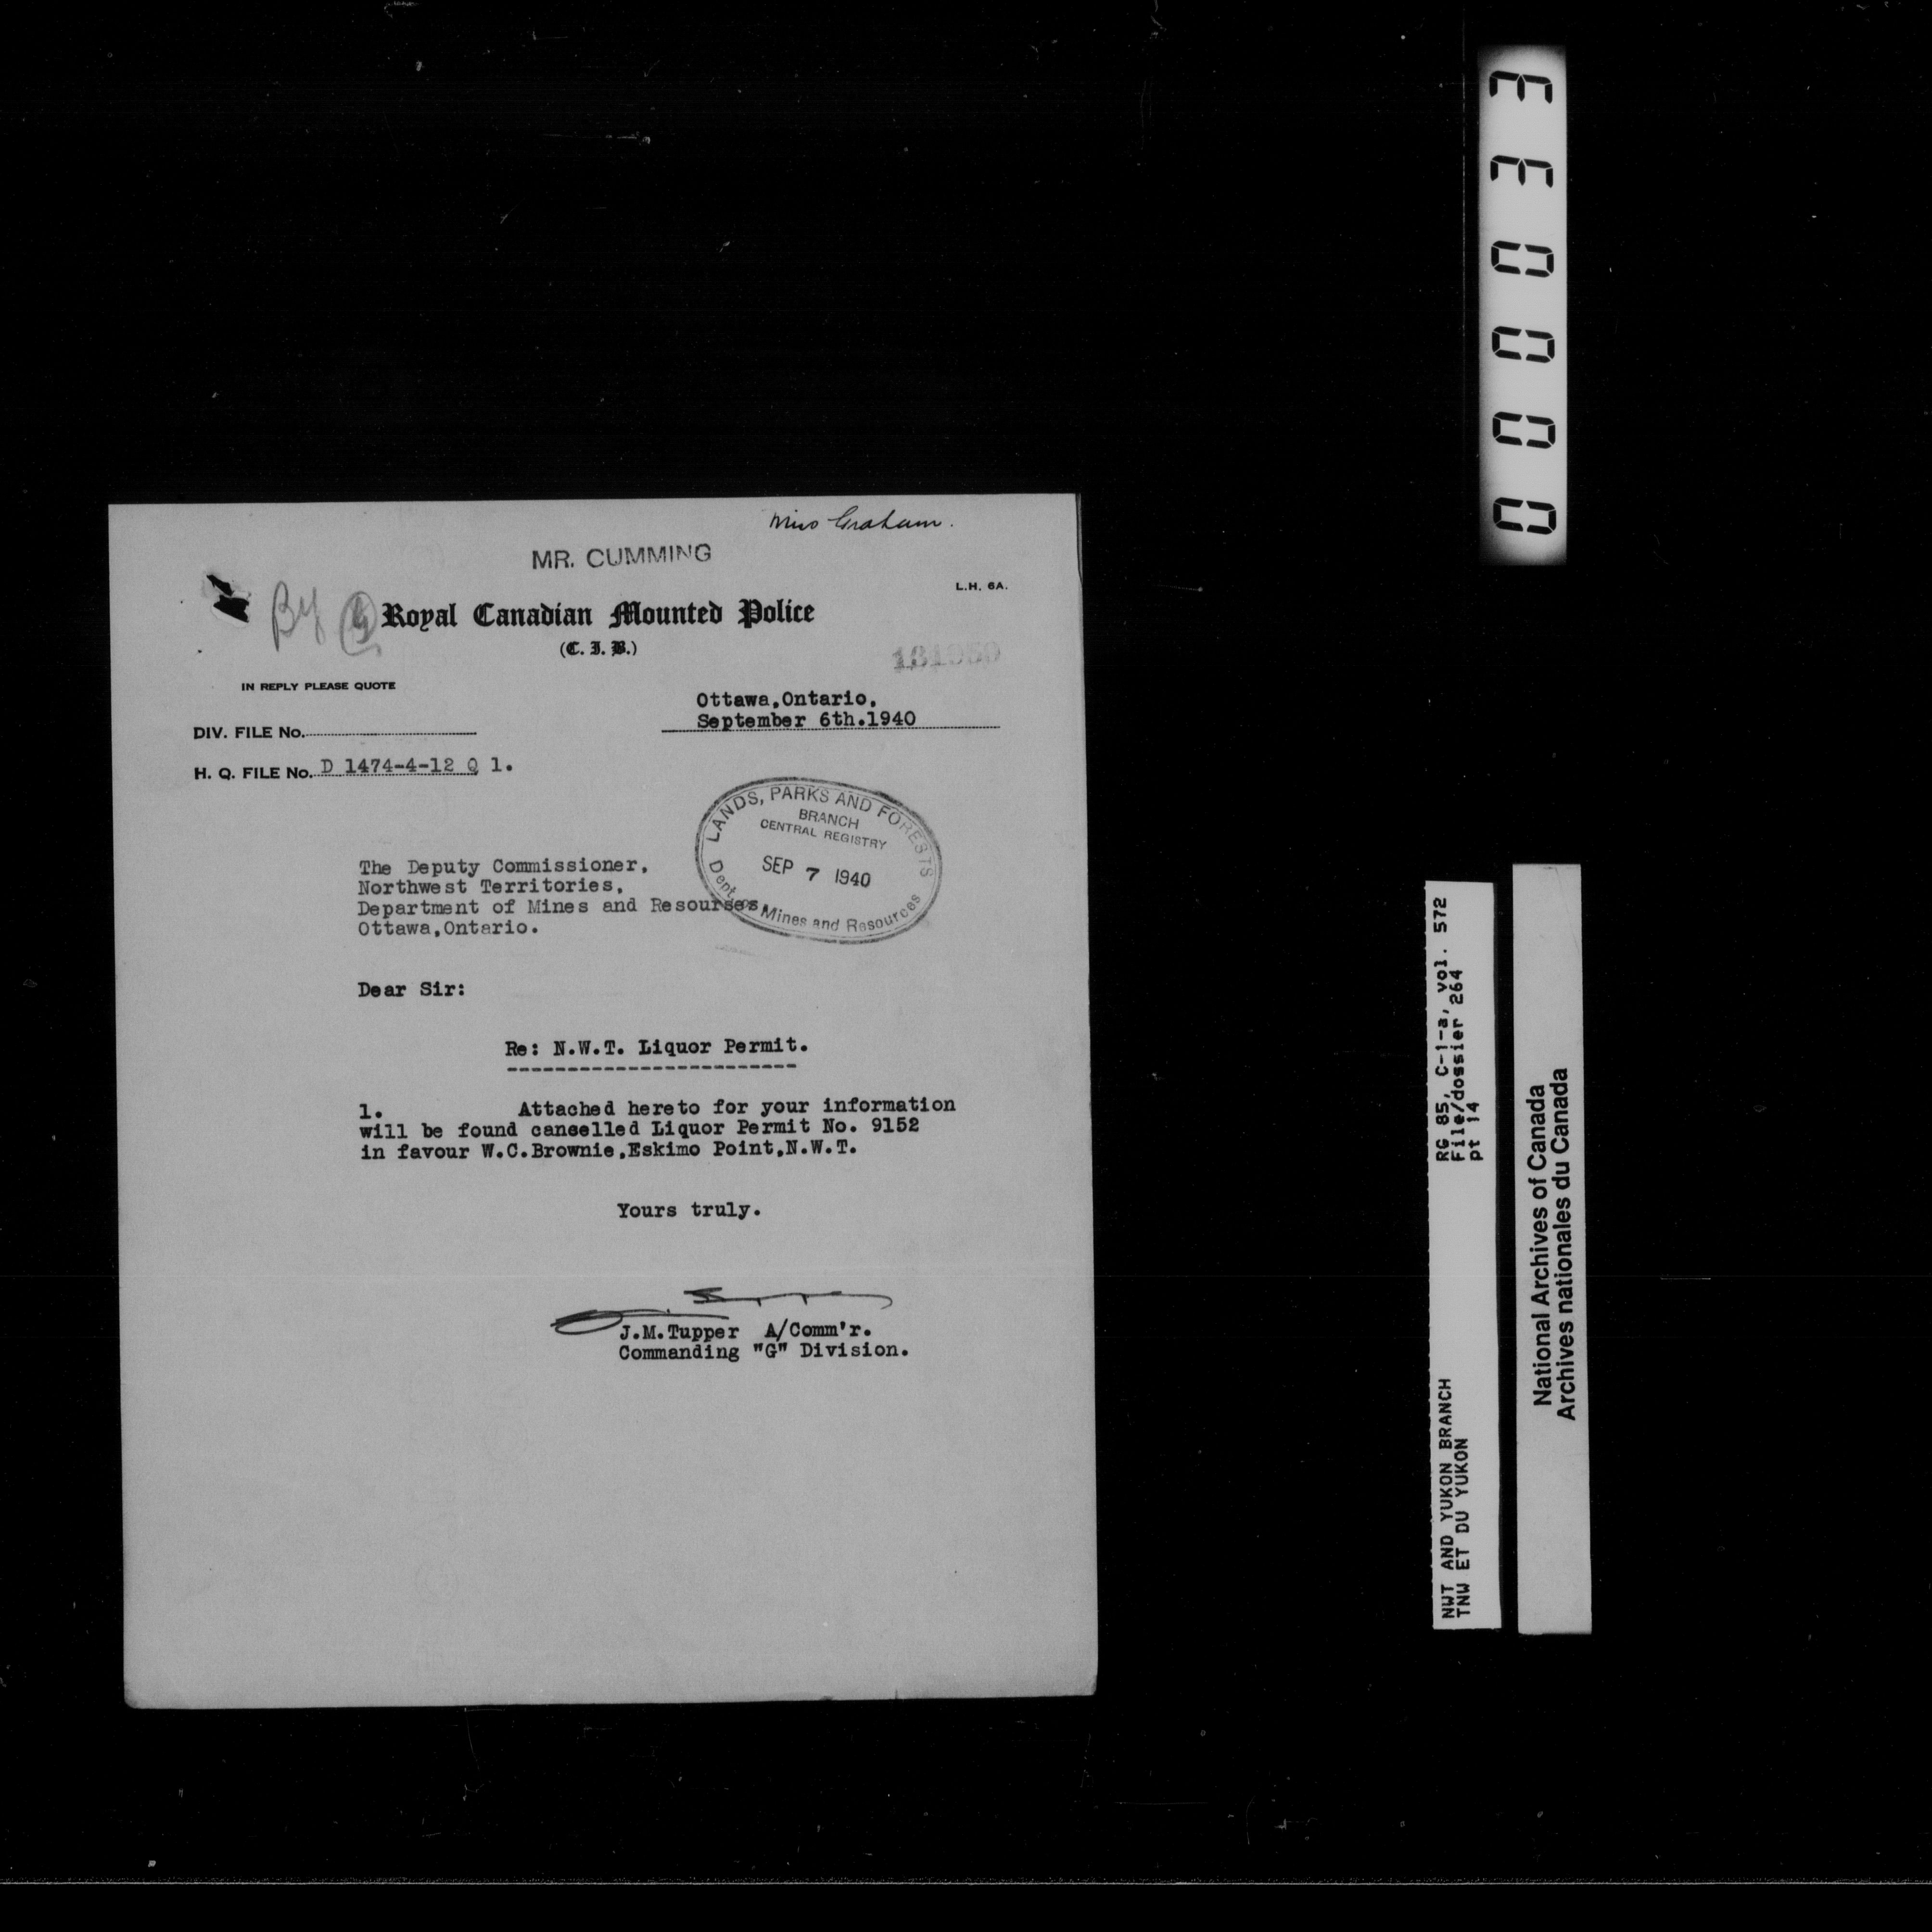 Miss Graham.
MR. CUMMING
L.H. 6A.
By
Royal Canadian Mounted Police
(C. I. B.)
IN REPLY PLEASE QUOTE
Ottawa,Ontario,
September 6th.1940
DIV. FILE No.
H. Q. FILE No. D 1474-4-12 Q 1.
LANDS, PARKS AND FORESTS
BRANCH
CENTRAL REGISTRY
SEP 7 1940
Dept. of Mines and Resources
The Deputy Commissioner,
Northwest Territories,
Department of Mines and Resourses,
Ottawa,Ontario.
Dear Sir:
Re: N.W.T. Liquor Permit.
------------------------
1. Attached hereto for your information
will be found cancelled Liquor Permit No. 9152
in favour W.C.Brownie,Eskimo Point,N.W.T.
Yours truly.
J.M.Tupper A/Comm'r.
Commanding "G" Division.
000033
RG 85, C-1-a, vol. 572
File/dossier 264
pt 14
NWT AND YUKON BRANCH
TNW ET DU YUKON
National Archives of Canada
Archives nationales du Canada